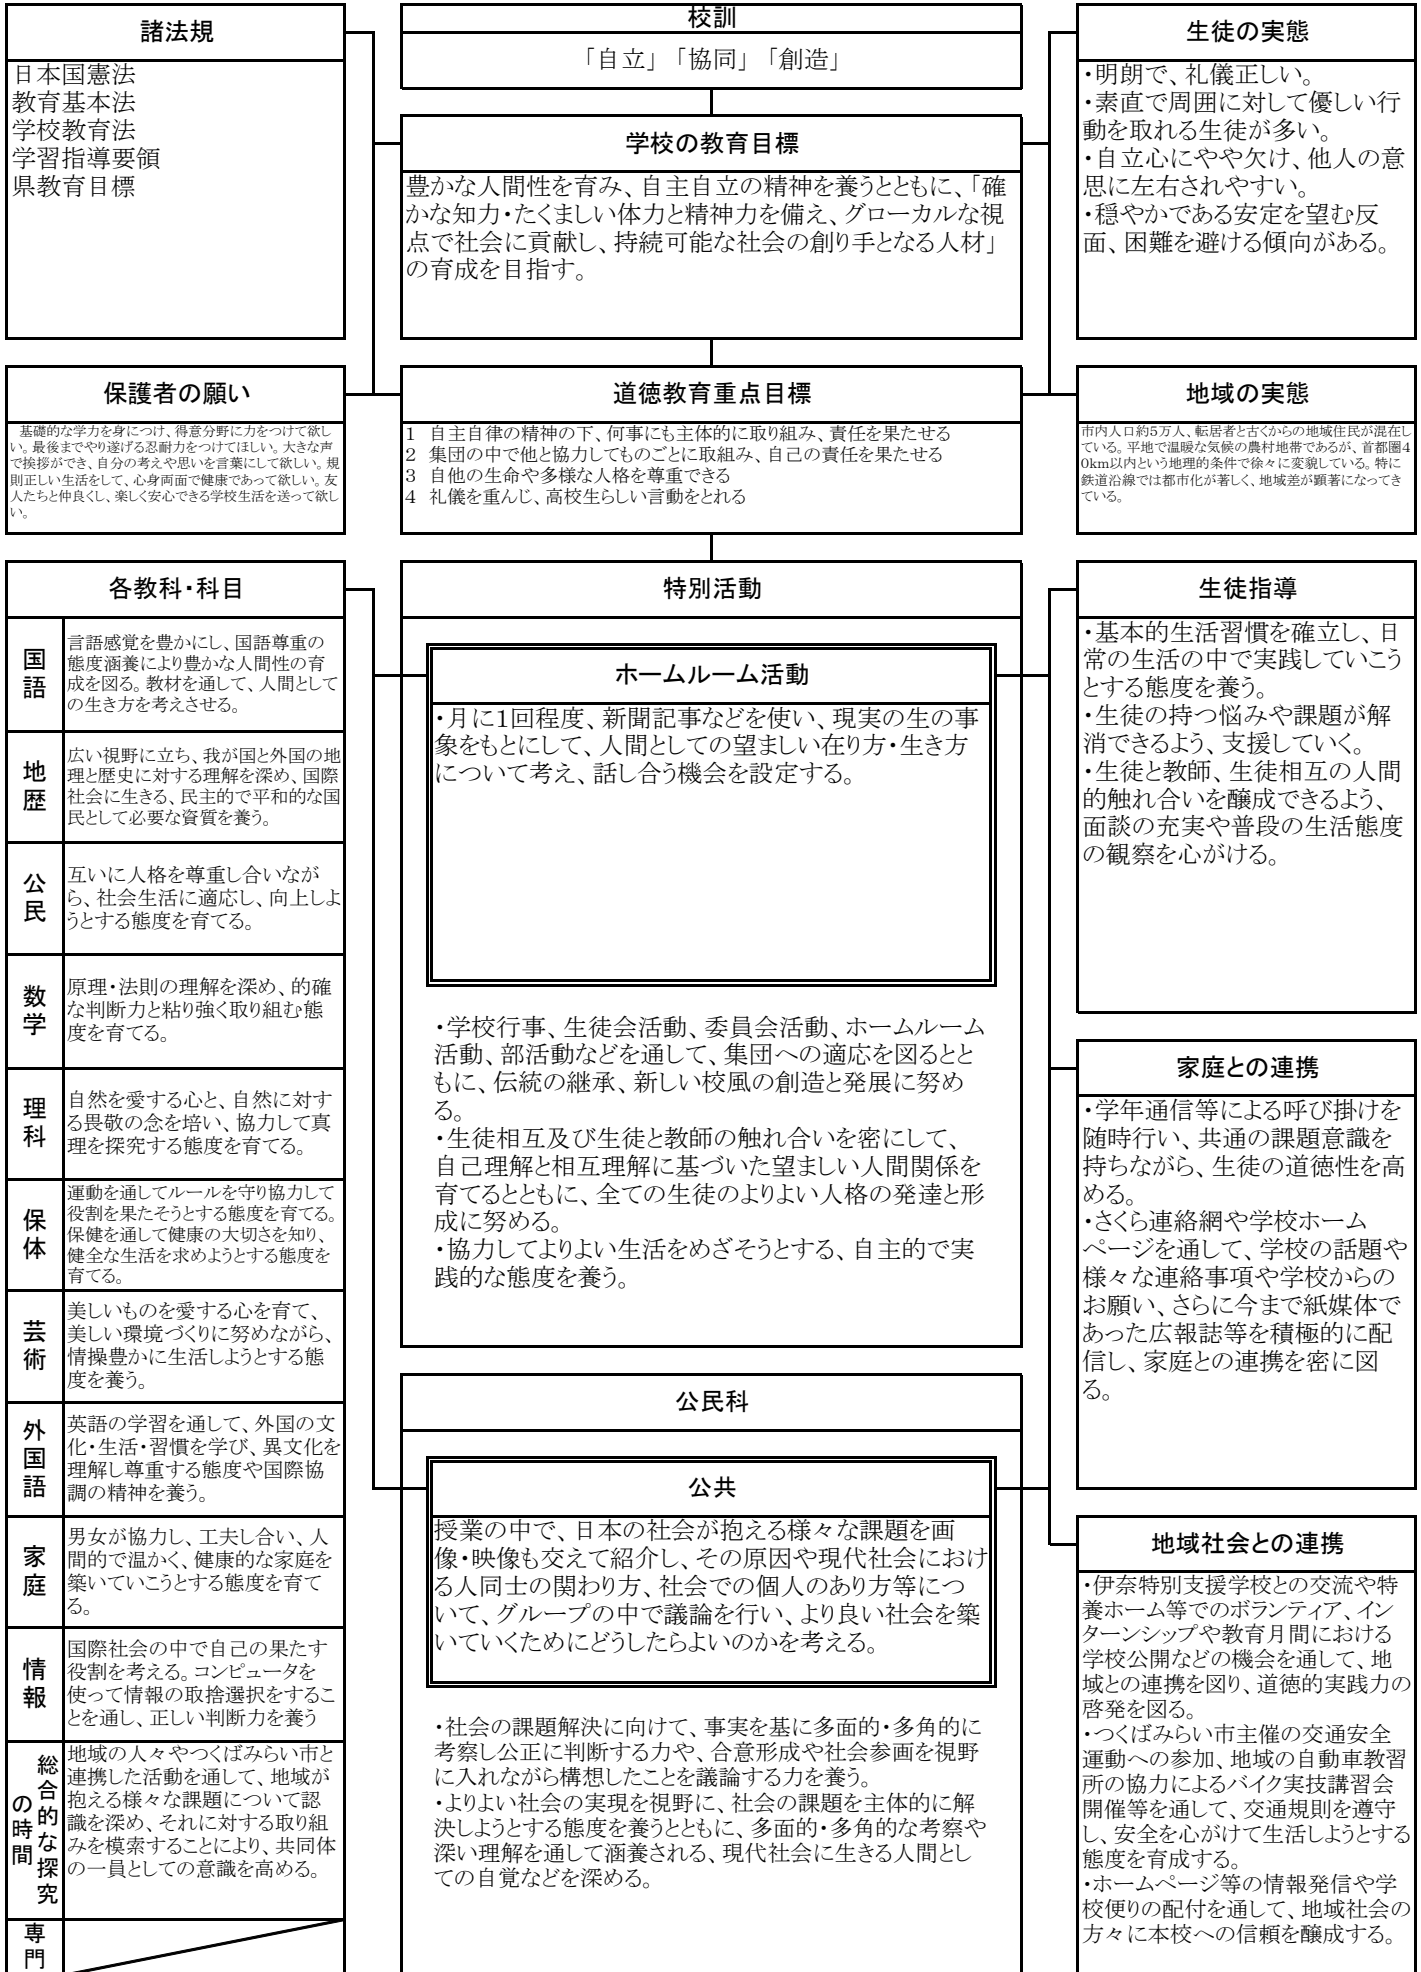 諸法規
日本国憲法
教育基本法
学校教育法
学習指導要領
県教育目標
校訓
「自立」「協同」「創造」
学校の教育目標
豊かな人間性を育み、自主自立の精神を養うとともに、「確
かな知力・たくましい体力と精神力を備え、グローカルな視
点で社会に貢献し、持続可能な社会の創り手となる人材」
の育成を目指す。
生徒の実態
・明朗で、礼儀正しい。
・素直で周囲に対して優しい行
動を取れる生徒が多い。
・自立心にやや欠け、他人の意
思に左右されやすい。
・穏やかである安定を望む反
面、困難を避ける傾向がある。
保護者の願い
基礎的な学力を身につけ、得意分野に力をつけて欲し
い。最後までやり遂げる忍耐力をつけてほしい。大きな声
で挨拶ができ、自分の考えや思いを言葉にして欲しい。規
則正しい生活をして、心身両面で健康であって欲しい。友
人たちと仲良くし、楽しく安心できる学校生活を送って欲し
い。
道徳教育重点目標
1 自主自律の精神の下、何事にも主体的に取り組み、責任を果たせる
2 集団の中で他と協力してものごとに取組み、自己の責任を果たせる
3 自他の生命や多様な人格を尊重できる
4 礼儀を重んじ、高校生らしい言動をとれる
地域の実態
市内人口約5万人、転居者と古くからの地域住民が混在し
ている。平地で温暖な気候の農村地帯であるが、首都圏4
0km以内という地理的条件で徐々に変貌している。特に
鉄道沿線では都市化が著しく、地域差が顕著になってき
ている。
各教科・科目
国語
言語感覚を豊かにし、国語尊重の
態度涵養により豊かな人間性の育
成を図る。教材を通して、人間として
の生き方を考えさせる。
地歴
広い視野に立ち、我が国と外国の地
理と歴史に対する理解を深め、国際
社会に生きる、民主的で平和的な国
民として必要な資質を養う。
公民
互いに人格を尊重し合いなが
ら、社会生活に適応し、向上しよ
うとする態度を育てる。
数学
原理・法則の理解を深め、的確
な判断力と粘り強く取り組む態
度を育てる。
理科
自然を愛する心と、自然に対す
る畏敬の念を培い、協力して真
理を探究する態度を育てる。
保体
運動を通してルールを守り協力して
役割を果たそうとする態度を育てる。
保健を通して健康の大切さを知り、
健全な生活を求めようとする態度を
育てる。
芸術
美しいものを愛する心を育て、
美しい環境づくりに努めながら、
情操豊かに生活しようとする態
度を養う。
外国語
英語の学習を通して、外国の文
化・生活・習慣を学び、異文化を
理解し尊重する態度や国際協
調の精神を養う。
家庭
男女が協力し、工夫し合い、人
間的で温かく、健康的な家庭を
築いていこうとする態度を育て
る。
情報
国際社会の中で自己の果たす
役割を考える。コンピュータを
使って情報の取捨選択をするこ
とを通し、正しい判断力を養う
総合的な探究
の時間
地域の人々やつくばみらい市と
連携した活動を通して、地域が
抱える様々な課題について認
識を深め、それに対する取り組
みを模索することにより、共同体
の一員としての意識を高める。
専門
特別活動
ホームルーム活動
・月に1回程度、新聞記事などを使い、現実の生の事
象をもとにして、人間としての望ましい在り方・生き方
について考え、話し合う機会を設定する。
・学校行事、生徒会活動、委員会活動、ホームルーム
活動、部活動などを通して、集団への適応を図るとと
もに、伝統の継承、新しい校風の創造と発展に努め
る。
・生徒相互及び生徒と教師の触れ合いを密にして、
自己理解と相互理解に基づいた望ましい人間関係を
育てるとともに、全ての生徒のよりよい人格の発達と形
成に努める。
・協力してよりよい生活をめざそうとする、自主的で実
践的な態度を養う。
公民科
公共
授業の中で、日本の社会が抱える様々な課題を画
像・映像も交えて紹介し、その原因や現代社会におけ
る人同士の関わり方、社会での個人のあり方等につ
いて、グループの中で議論を行い、より良い社会を築
いていくためにどうしたらよいのかを考える。
・社会の課題解決に向けて、事実を基に多面的・多角的に
考察し公正に判断する力や、合意形成や社会参画を視野
に入れながら構想したことを議論する力を養う。
・よりよい社会の実現を視野に、社会の課題を主体的に解
決しようとする態度を養うとともに、多面的・多角的な考察や
深い理解を通して涵養される、現代社会に生きる人間とし
ての自覚などを深める。
生徒指導
・基本的生活習慣を確立し、日
常の生活の中で実践していこう
とする態度を養う。
・生徒の持つ悩みや課題が解
消できるよう、支援していく。
・生徒と教師、生徒相互の人間
的触れ合いを醸成できるよう、
面談の充実や普段の生活態度
の観察を心がける。
家庭との連携
・学年通信等による呼び掛けを
随時行い、共通の課題意識を
持ちながら、生徒の道徳性を高
める。
・さくら連絡網や学校ホーム
ページを通して、学校の話題や
様々な連絡事項や学校からの
お願い、さらに今まで紙媒体で
あった広報誌等を積極的に配
信し、家庭との連携を密に図
る。
地域社会との連携
・伊奈特別支援学校との交流や特
養ホーム等でのボランティア、イン
ターンシップや教育月間における
学校公開などの機会を通して、地
域との連携を図り、道徳的実践力の
啓発を図る。
・つくばみらい市主催の交通安全
運動への参加、地域の自動車教習
所の協力によるバイク実技講習会
開催等を通して、交通規則を遵守
し、安全を心がけて生活しようとする
態度を育成する。
・ホームページ等の情報発信や学
校便りの配付を通して、地域社会の
方々に本校への信頼を醸成する。